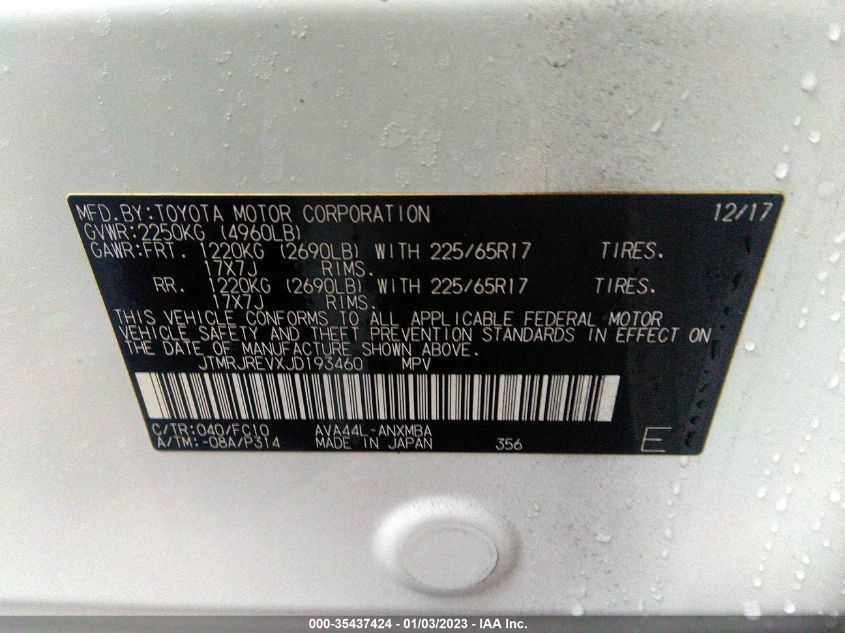 MFD.BY:TOYOTA MOTOR CORPORATION 12/17
GVWR:2250KG (4960LB)
GAWR:FRT. 1220KG (2690LB) WITH 225/65R17 TIRES.
17X7J RIMS.
RR. 1220KG (2690LB) WITH 225/65R17 TIRES.
17X7J RIMS.
THIS VEHICLE CONFORMS TO ALL APPLICABLE FEDERAL MOTOR
VEHICLE SAFETY AND THEFT PREVENTION STANDARDS IN EFFECT ON
THE DATE OF MANUFACTURE SHOWN ABOVE.
JTMRJREVXJD193460 MPV
C/TR:040/FC10 AVA44L-ANXMBA
A/TM:-08A/P314 MADE IN JAPAN 356 E
000-35437424 - 01/03/2023 - IAA Inc.